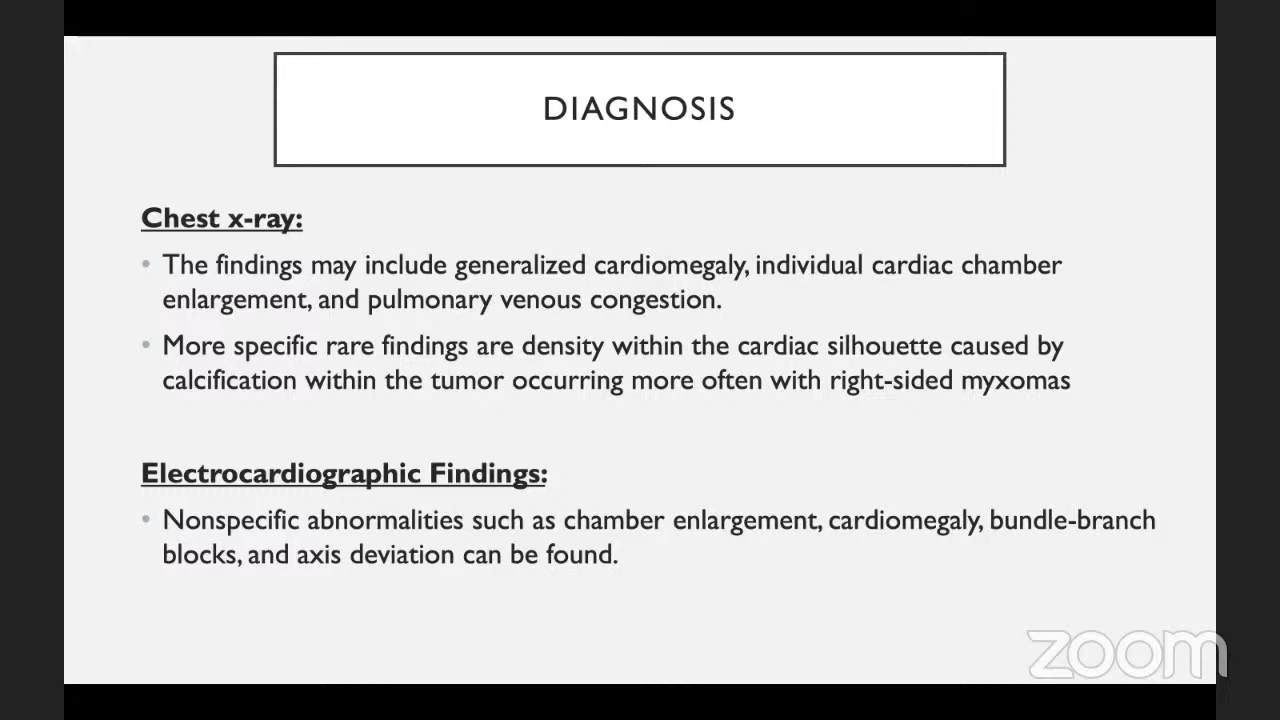 DIAGNOSIS
Chest x-ray:
• The findings may include generalized cardiomegaly, individual cardiac chamber
enlargement, and pulmonary venous congestion.
• More specific rare findings are density within the cardiac silhouette caused by
calcification within the tumor occurring more often with right-sided myxomas
Electrocardiographic Findings:
• Nonspecific abnormalities such as chamber enlargement, cardiomegaly, bundle-branch
blocks, and axis deviation can be found.
zoom